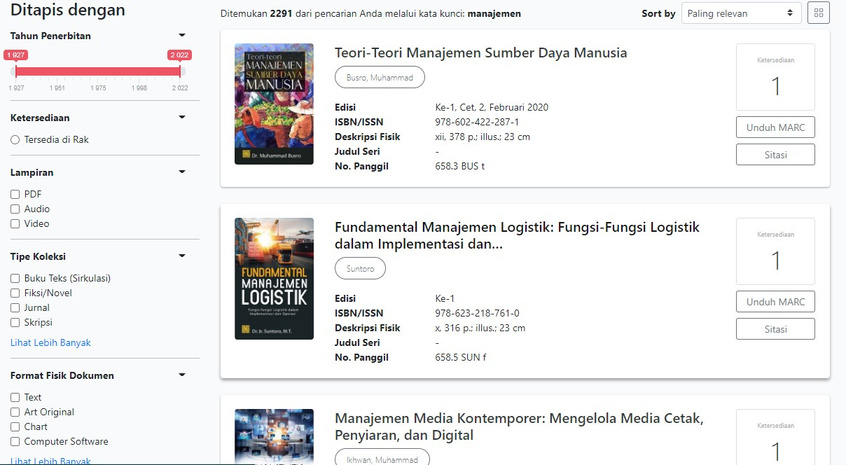 Ditapis dengan
Tahun Penerbitan
1 927
2 022
1 927 1 951 1 975 1 998 2 022
Ketersediaan
Tersedia di Rak
Lampiran
PDF
Audio
Video
Tipe Koleksi
Buku Teks (Sirkulasi)
Fiksi/Novel
Jurnal
Skripsi
Lihat Lebih Banyak
Format Fisik Dokumen
Text
Art Original
Chart
Computer Software
Lihat Lebih Banyak
Ditemukan 2291 dari pencarian Anda melalui kata kunci: manajemen
Sort by Paling relevan
Teori-teori
MANAJEMEN
SUMBER DAYA
MANUSIA
Dr. Muhammad Busro
Teori-Teori Manajemen Sumber Daya Manusia
Busro, Muhammad
Edisi Ke-1, Cet, 2, Februari 2020
ISBN/ISSN 978-602-422-287-1
Deskripsi Fisik xii, 378 p.; illus.; 23 cm
Judul Seri -
No. Panggil 658.3 BUS t
Ketersediaan
1
Unduh MARC
Sitasi
FUNDAMENTAL
MANAJEMEN
LOGISTIK
Fungsi-Fungsi Logistik dalam
Implementasi dan Operasi
Dr. Ir. Suntoro, M.T.
Fundamental Manajemen Logistik: Fungsi-Fungsi Logistik
dalam Implementasi dan...
Suntoro
Edisi Ke-1
ISBN/ISSN 978-623-218-761-0
Deskripsi Fisik x, 316 p.; illus.; 23 cm
Judul Seri -
No. Panggil 658.5 SUN f
Ketersediaan
1
Unduh MARC
Sitasi
Manajemen Media Kontemporer: Mengelola Media Cetak,
Penyiaran, dan Digital
Ikhwan, Muhammad
Ketersediaan
1